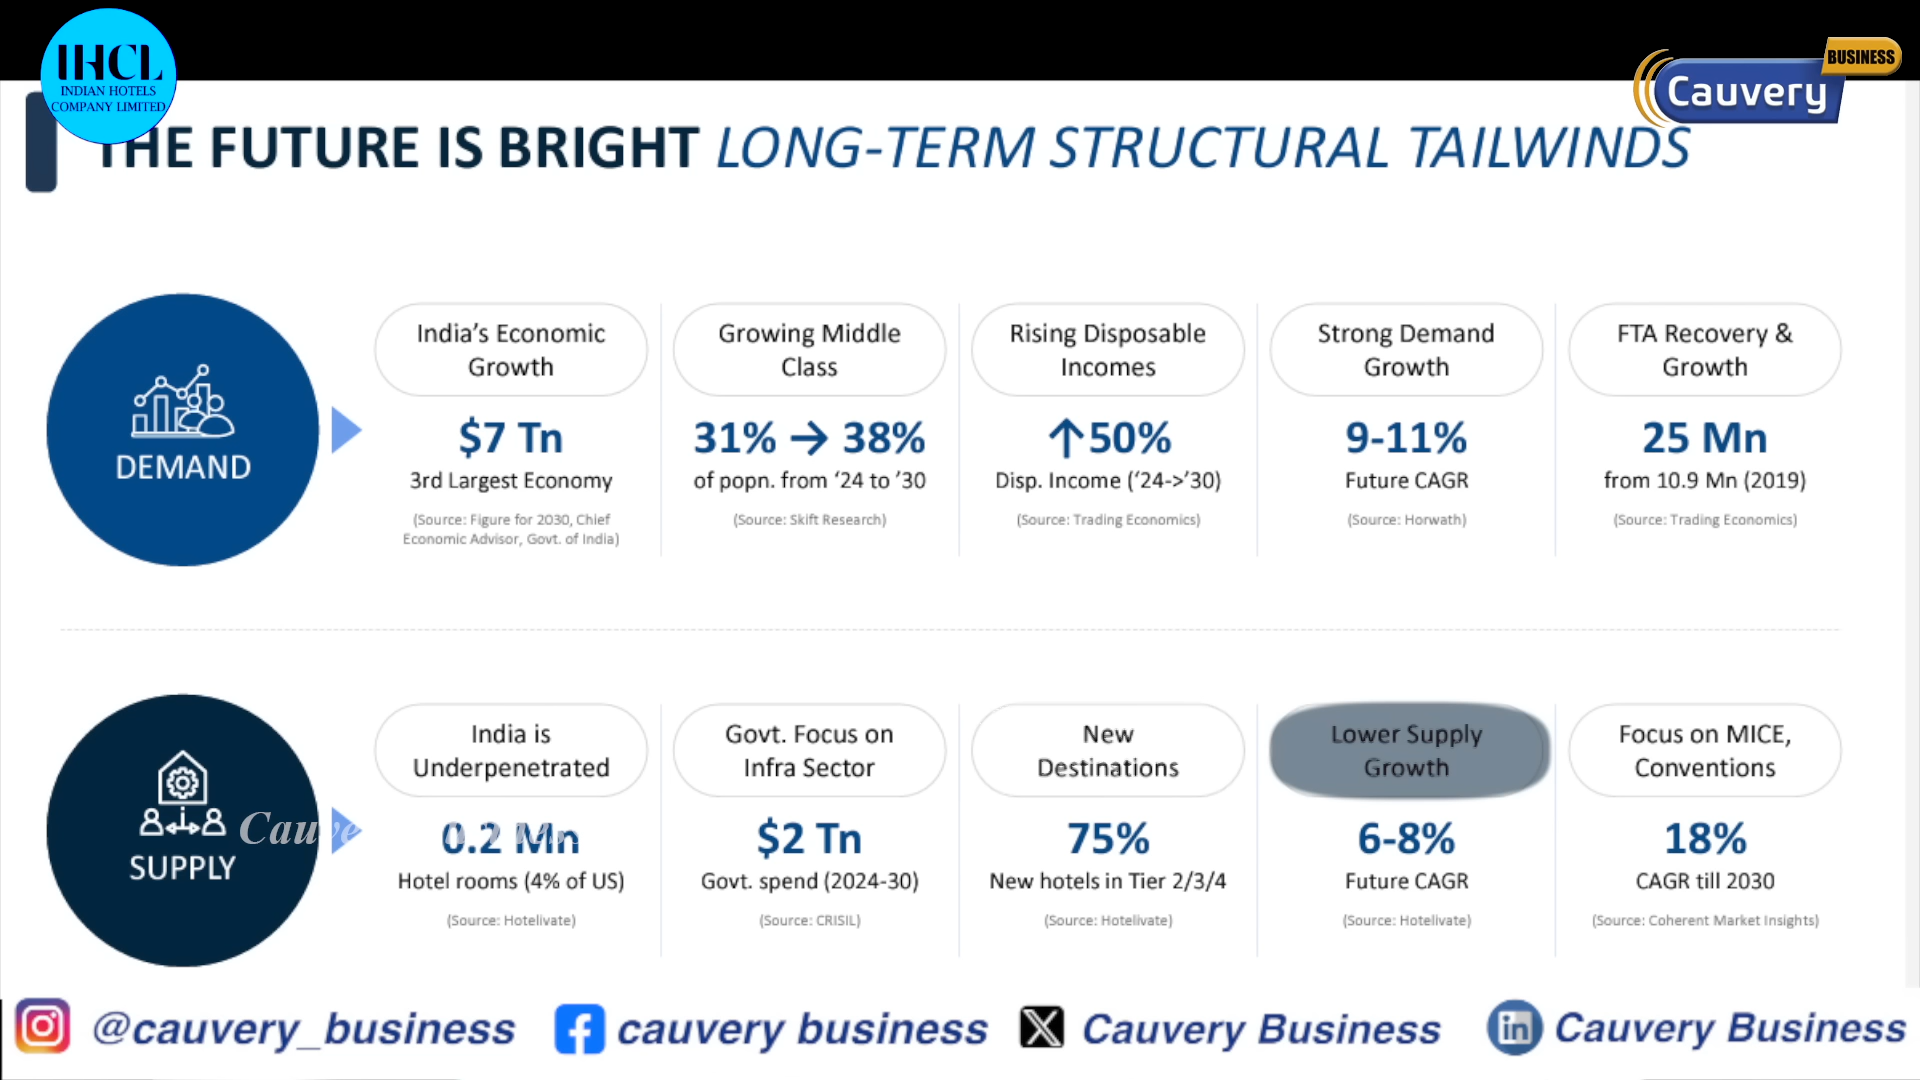 IHCL
INDIAN HOTELS
COMPANY LIMITED
BUSINESS
Cauvery
THE FUTURE IS BRIGHT LONG-TERM STRUCTURAL TAILWINDS
DEMAND
India’s Economic
Growth
$7 Tn
3rd Largest Economy
(Source: Figure for 2030, Chief
Economic Advisor, Govt. of India)
Growing Middle
Class
31% → 38%
of popn. from ‘24 to ’30
(Source: Skift Research)
Rising Disposable
Incomes
↑50%
Disp. Income (‘24->’30)
(Source: Trading Economics)
Strong Demand
Growth
9-11%
Future CAGR
(Source: Horwath)
FTA Recovery &
Growth
25 Mn
from 10.9 Mn (2019)
(Source: Trading Economics)
SUPPLY
India is
Underpenetrated
0.2 Mn
Hotel rooms (4% of US)
(Source: Hotelivate)
Govt. Focus on
Infra Sector
$2 Tn
Govt. spend (2024-30)
(Source: CRISIL)
New
Destinations
75%
New hotels in Tier 2/3/4
(Source: Hotelivate)
Lower Supply
Growth
6-8%
Future CAGR
(Source: Hotelivate)
Focus on MICE,
Conventions
18%
CAGR till 2030
(Source: Coherent Market Insights)
@cauvery_business
cauvery business
Cauvery Business
Cauvery Business